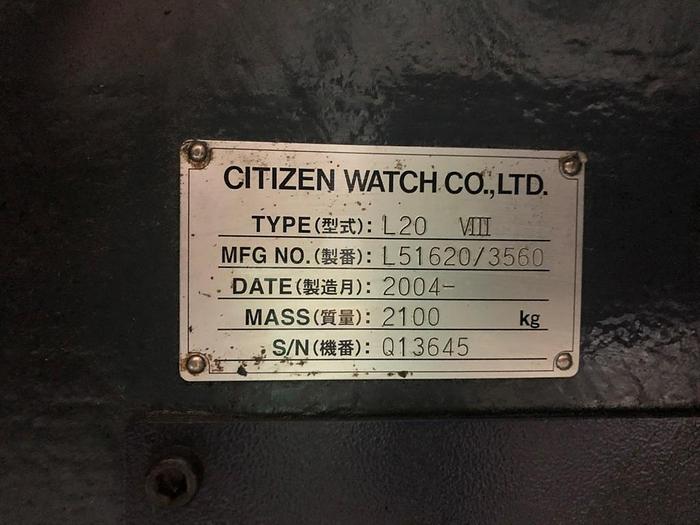 CITIZEN WATCH CO.,LTD.
TYPE(型式): L20 VIII
MFG NO.(製番): L51620/3560
DATE(製造月): 2004-
MASS(質量): 2100 kg
S/N(機番): Q13645